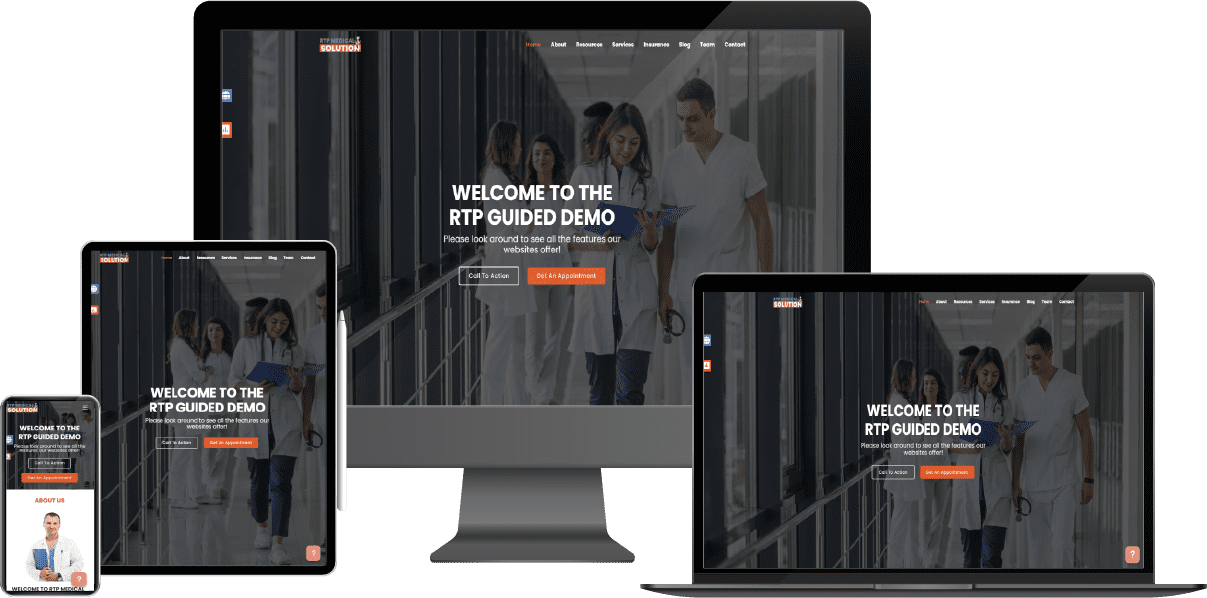 RTP MEDICAL
SOLUTION
Home About Resources Services Insurance Blog Team Contact
WELCOME TO THE
RTP GUIDED DEMO
Please look around to see all the features our
websites offer!
Call To Action Get An Appointment
RTP MEDICAL
SOLUTION
Home About Resources Services Insurance Blog Team Contact
WELCOME TO THE
RTP GUIDED DEMO
Please look around to see all the features our
websites offer!
Call To Action Get An Appointment
?
RTP MEDICAL
SOLUTION
Home About Resources Services Insurance Blog Team Contact
WELCOME TO THE
RTP GUIDED DEMO
Please look around to see all the features our
websites offer!
Call To Action Get An Appointment
?
RTP MEDICAL
SOLUTION
WELCOME TO THE
RTP GUIDED DEMO
Please look around to see all the
features our websites offer!
Call To Action
Get An Appointment
ABOUT US
?
WELCOME TO RTP MEDICAL